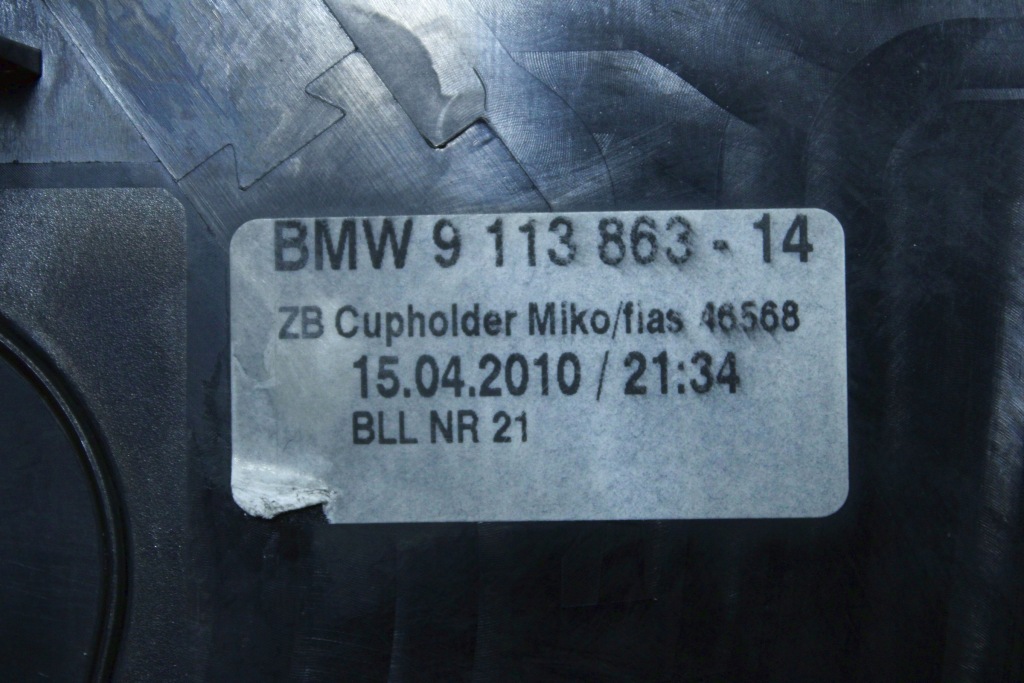 BMW 9 113 863 - 14
ZB Cupholder Miko/fias 46568
15.04.2010 / 21:34
BLL NR 21